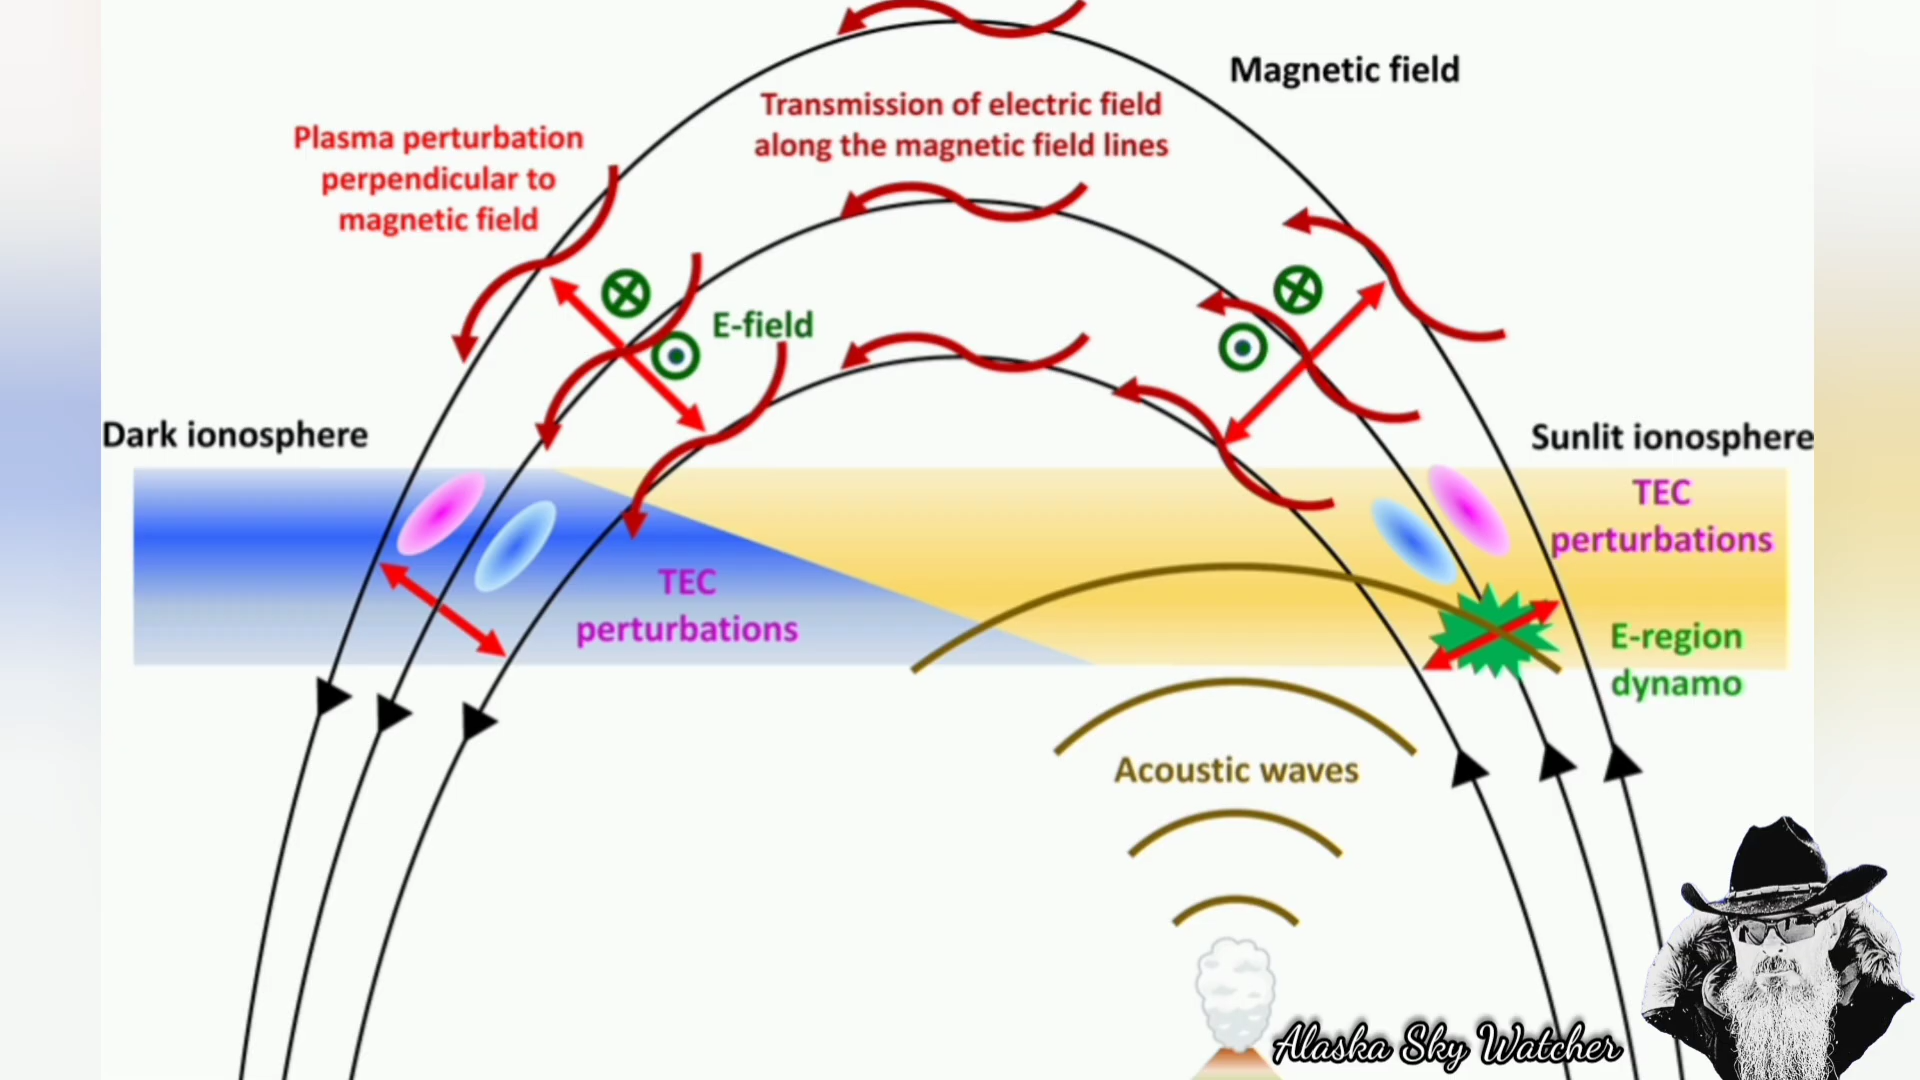 Magnetic field
Transmission of electric field
along the magnetic field lines
Plasma perturbation
perpendicular to
magnetic field
E-field
Dark ionosphere
Sunlit ionosphere
TEC
perturbations
TEC
perturbations
E-region
dynamo
Acoustic waves
Alaska Sky Watcher